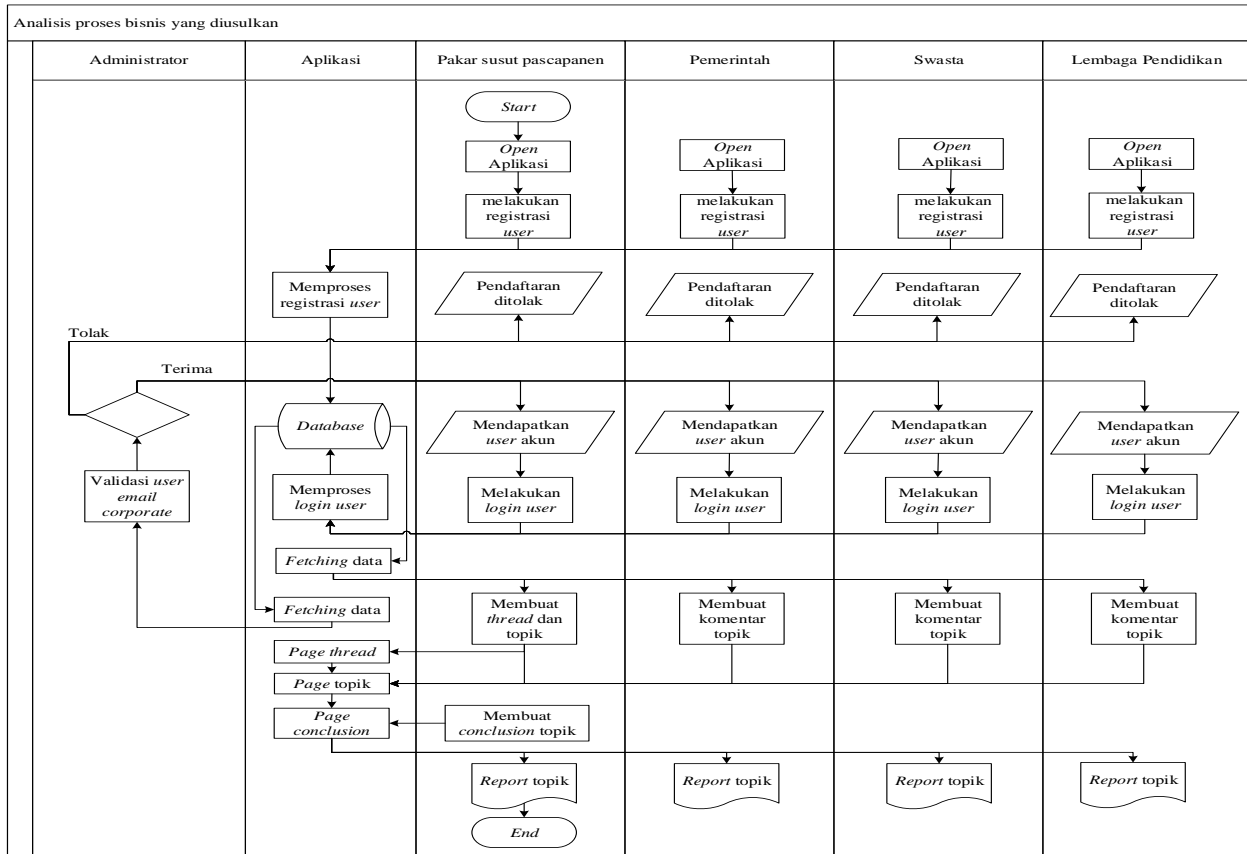 Analisis proses bisnis yang diusulkan
Administrator
Aplikasi
Pakar susut pascapanen
Pemerintah
Swasta
Lembaga Pendidikan
Start
Open
Aplikasi
Open
Aplikasi
Open
Aplikasi
Open
Aplikasi
melakukan
registrasi
user
melakukan
registrasi
user
melakukan
registrasi
user
melakukan
registrasi
user
Memproses
registrasi user
Pendaftaran
ditolak
Pendaftaran
ditolak
Pendaftaran
ditolak
Pendaftaran
ditolak
Tolak
Terima
Database
Mendapatkan
user akun
Mendapatkan
user akun
Mendapatkan
user akun
Mendapatkan
user akun
Validasi user
email
corporate
Memproses
login user
Melakukan
login user
Melakukan
login user
Melakukan
login user
Melakukan
login user
Fetching data
Fetching data
Membuat
thread dan
topik
Membuat
komentar
topik
Membuat
komentar
topik
Membuat
komentar
topik
Page thread
Page topik
Page
conclusion
Membuat
conclusion topik
Report topik
Report topik
Report topik
Report topik
End